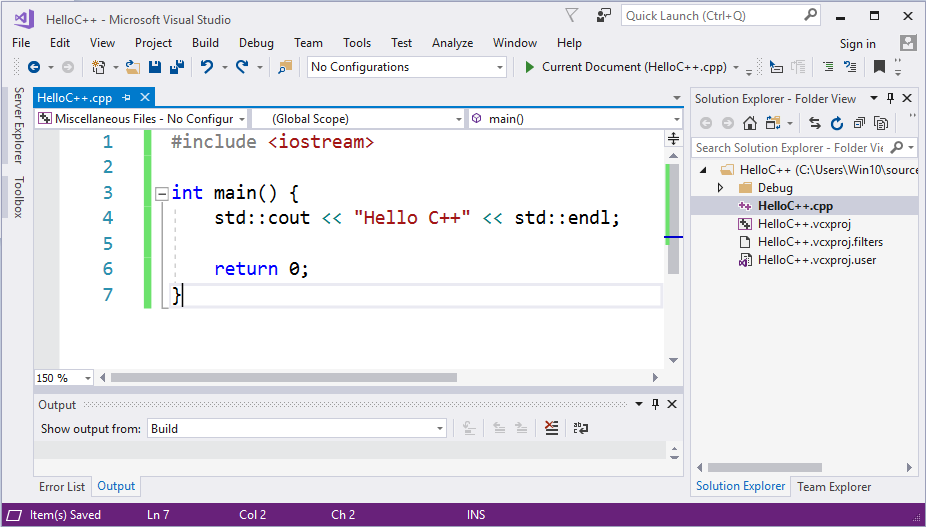 HelloC++ - Microsoft Visual Studio
Quick Launch (Ctrl+Q)
File Edit View Project Build Debug Team Tools Test Analyze Window Help
Sign in
No Configurations
Current Document (HelloC++.cpp)
Server Explorer
Toolbox
HelloC++.cpp
Miscellaneous Files - No Configur
(Global Scope)
main()
1 #include <iostream>
2
3 int main() {
4 std::cout << "Hello C++" << std::endl;
5
6 return 0;
7 }
150 %
Output
Show output from: Build
Error List Output
Solution Explorer - Folder View
Search Solution Explorer - Folder Vie
HelloC++ (C:\Users\Win10\source
Debug
HelloC++.cpp
HelloC++.vcxproj
HelloC++.vcxproj.filters
HelloC++.vcxproj.user
Solution Explorer Team Explorer
Item(s) Saved Ln 7 Col 2 Ch 2 INS